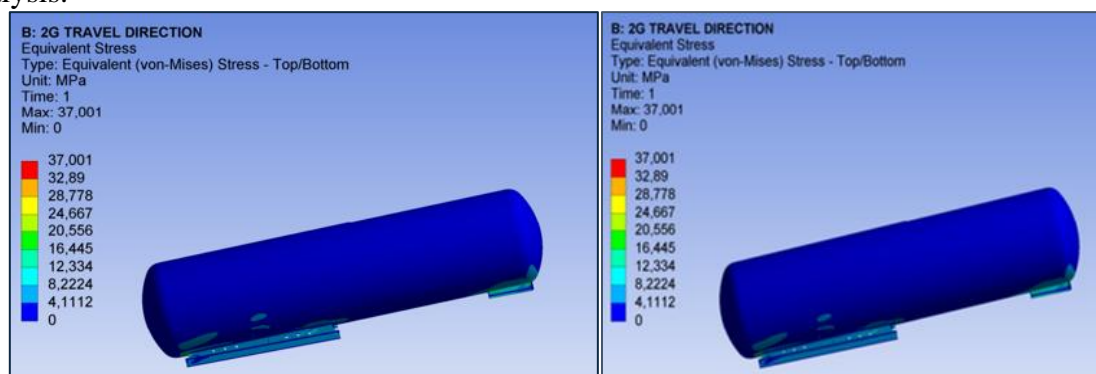 B: 2G TRAVEL DIRECTION
Equivalent Stress
Type: Equivalent (von-Mises) Stress - Top/Bottom
Unit: MPa
Time: 1
Max: 37,001
Min: 0
37,001
32,89
28,778
24,667
20,556
16,445
12,334
8,2224
4,1112
0
B: 2G TRAVEL DIRECTION
Equivalent Stress
Type: Equivalent (von-Mises) Stress - Top/Bottom
Unit: MPa
Time: 1
Max: 37,001
Min: 0
37,001
32,89
28,778
24,667
20,556
16,445
12,334
8,2224
4,1112
0